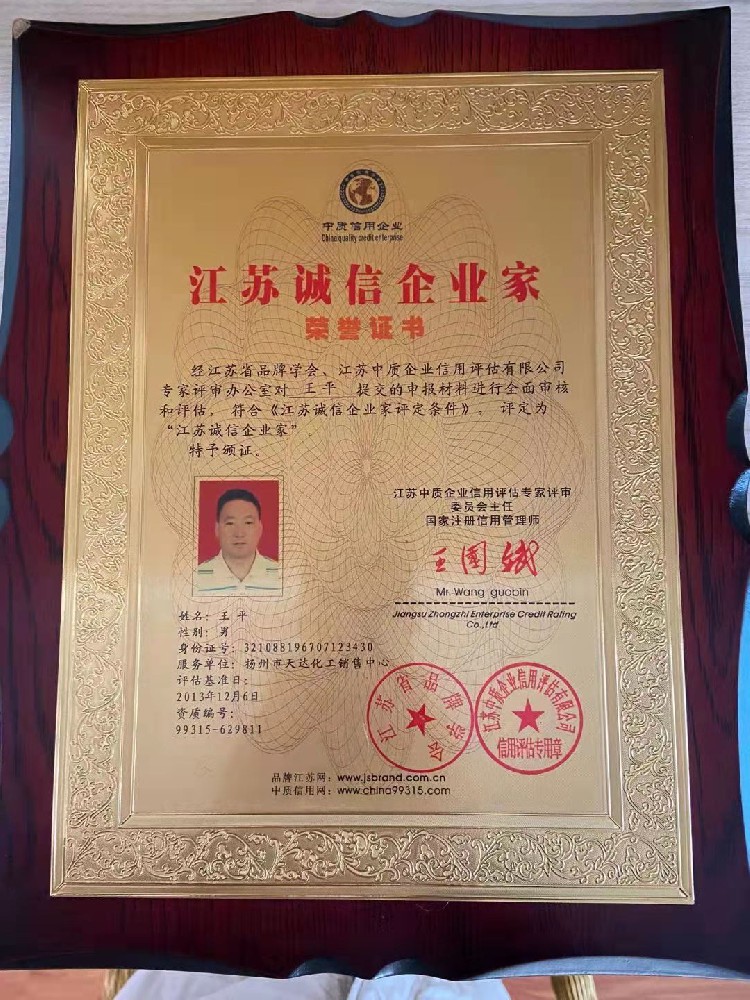 中质信用企业
China quality credit enterprise
江苏诚信企业家
荣誉证书
经江苏省品牌学会、江苏中质企业信用评估有限公司
专家评审办公室对 王平 提交的申报材料进行全面审核
和评估，符合《江苏诚信企业家评定条件》，评定为
“江苏诚信企业家”
特予颁证。
江苏中质企业信用评估专家评审
委员会主任
国家注册信用管理师
王国斌
Mr. Wang guobin
Jiangsu Zhongzhi Enterprise Credit Rating
Co.,Ltd
姓名：王 平
性别：男
身份证号：321088196707123430
服务单位：扬州市天达化工销售中心
评估基准日：
2013年12月6日
资质编号：
99315-629811
江苏省品牌学会
江苏中质企业信用评估有限公司
信用评估专用章
品牌江苏网：www.jsbrand.com.cn
中质信用网：www.china99315.com